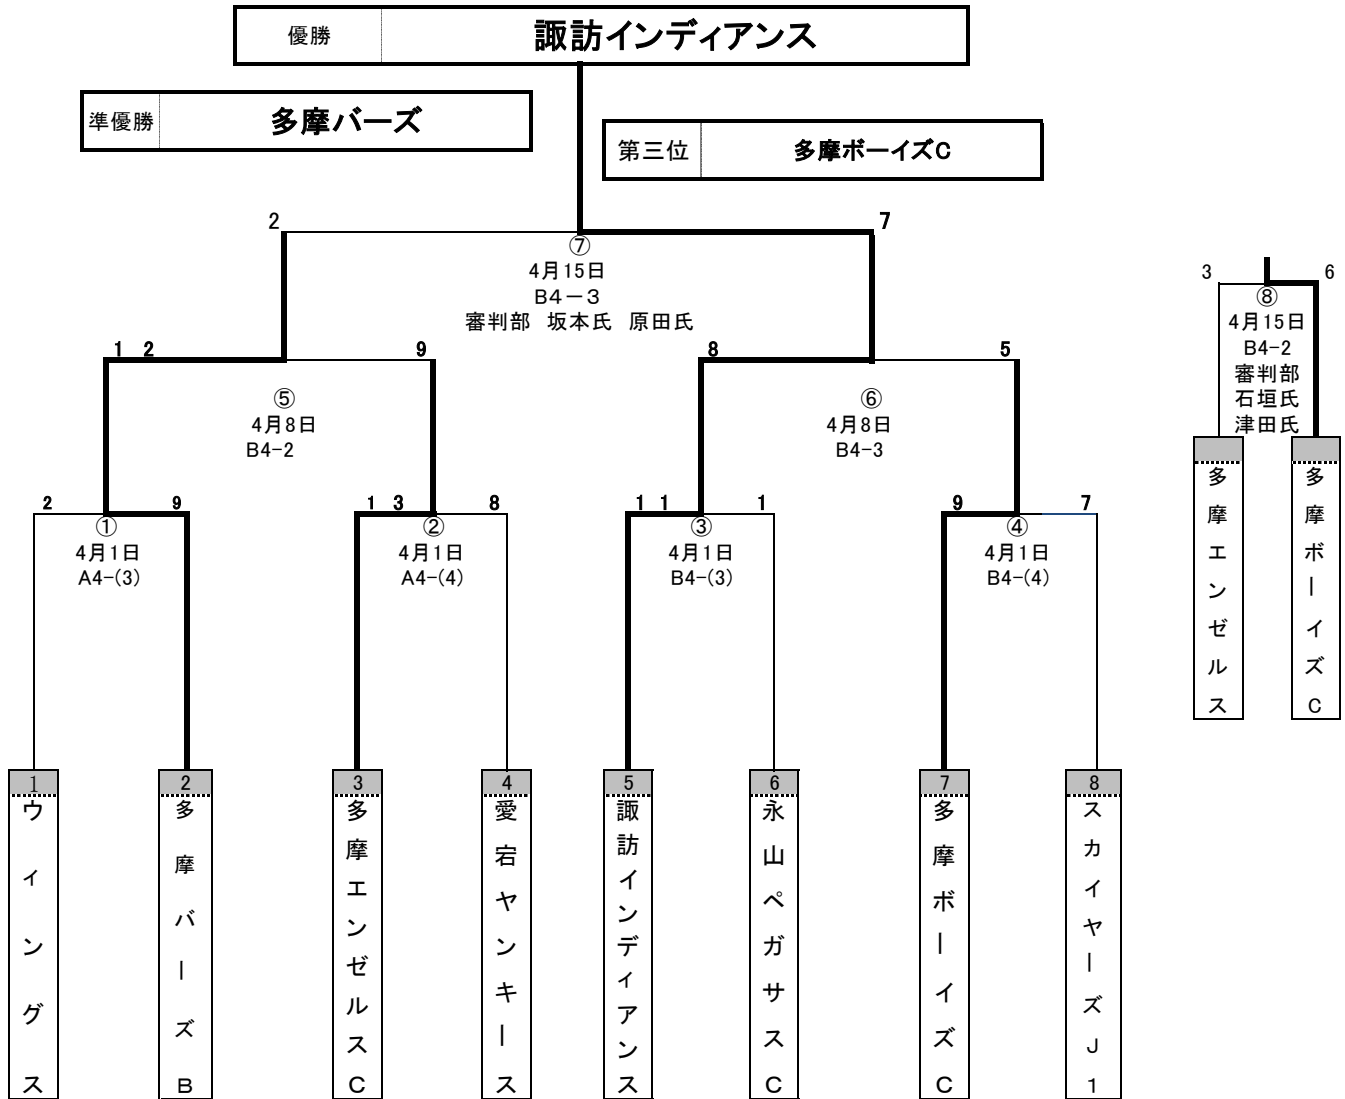 優勝 諏訪インディアンス
準優勝 多摩バーズ
第三位 多摩ボーイズC
2 7
⑦
4月15日
B4-3
審判部 坂本氏 原田氏
3 6
⑧
4月15日
B4-2
審判部
石垣氏
津田氏
多摩エンゼルス
多摩ボーイズC
12 9
⑤
4月8日
B4-2
8 5
⑥
4月8日
B4-3
2 9
①
4月1日
A4-(3)
13 8
②
4月1日
A4-(4)
11 1
③
4月1日
B4-(3)
9 7
④
4月1日
B4-(4)
1
ウィングス
2
多摩バーズB
3
多摩エンゼルスC
4
愛宕ヤンキース
5
諏訪インディアンス
6
永山ペガサスC
7
多摩ボーイズC
8
スカイヤーズJ1